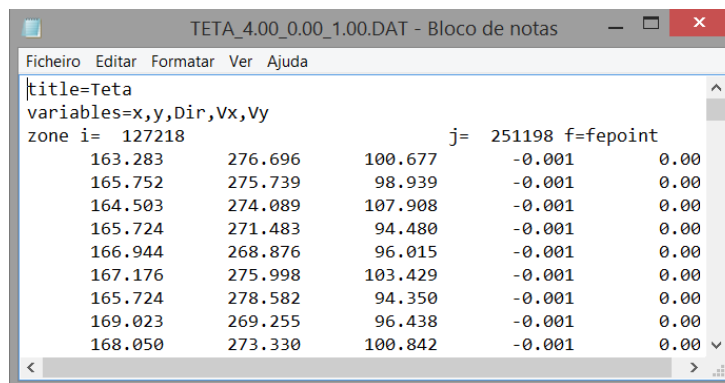 TETA_4.00_0.00_1.00.DAT - Bloco de notas
Ficheiro Editar Formatar Ver Ajuda
title=Teta
variables=x,y,Dir,Vx,Vy
zone i= 127218 j= 251198 f=fepoint
163.283 276.696 100.677 -0.001 0.00
165.752 275.739 98.939 -0.001 0.00
164.503 274.089 107.908 -0.001 0.00
165.724 271.483 94.480 -0.001 0.00
166.944 268.876 96.015 -0.001 0.00
167.176 275.998 103.429 -0.001 0.00
165.724 278.582 94.350 -0.001 0.00
169.023 269.255 96.438 -0.001 0.00
168.050 273.330 100.842 -0.001 0.00